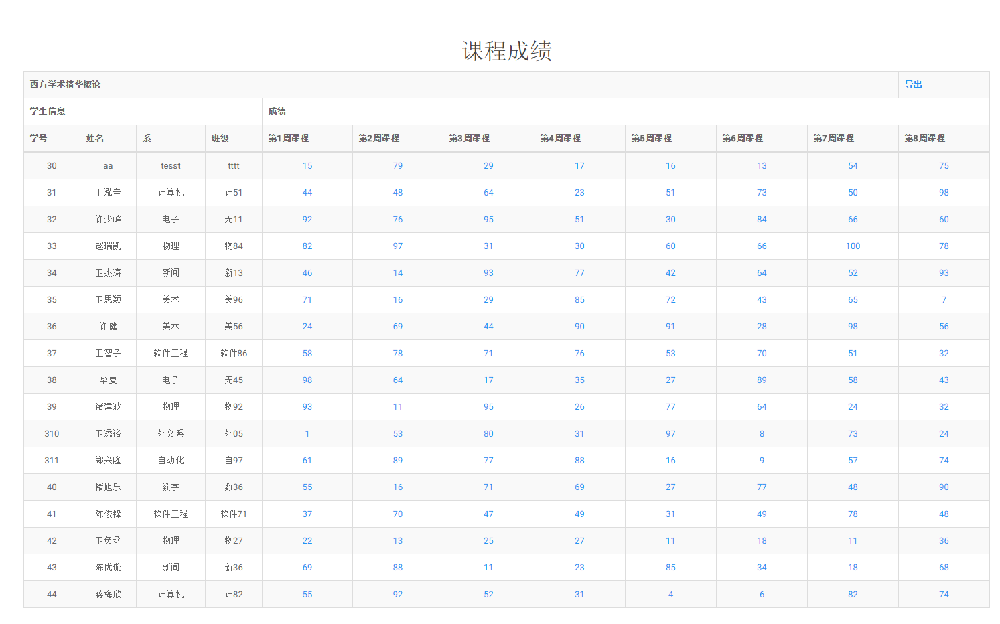 课程成绩
西方学术精华概论 导出
学生信息 成绩
学号 姓名 系 班级 第1周课程 第2周课程 第3周课程 第4周课程 第5周课程 第6周课程 第7周课程 第8周课程
30 aa tesst tttt 15 79 29 17 16 13 54 75
31 卫泓辛 计算机 计51 44 48 64 23 51 73 50 98
32 许少峰 电子 无11 92 76 95 51 30 84 66 60
33 赵瑞凯 物理 物84 82 97 31 30 60 66 100 78
34 卫杰涛 新闻 新13 46 14 93 77 42 64 52 93
35 卫思颖 美术 美96 71 16 29 85 72 43 65 7
36 许健 美术 美56 24 69 44 90 91 28 98 56
37 卫智子 软件工程 软件86 58 78 71 76 53 70 51 32
38 华夏 电子 无45 98 64 17 35 27 89 58 43
39 褚建波 物理 物92 93 11 95 26 77 64 24 32
310 卫添裕 外文系 外05 1 53 80 31 97 8 73 24
311 郑兴隆 自动化 自97 61 89 77 88 16 9 57 74
40 褚旭乐 数学 数36 55 16 71 69 27 77 48 90
41 陈俊锋 软件工程 软件71 37 70 47 49 31 49 78 48
42 卫奂丞 物理 物27 22 13 25 27 11 18 11 36
43 陈优璇 新闻 新36 69 88 11 23 85 34 18 68
44 蒋梅欣 计算机 计82 55 92 52 31 4 6 82 74